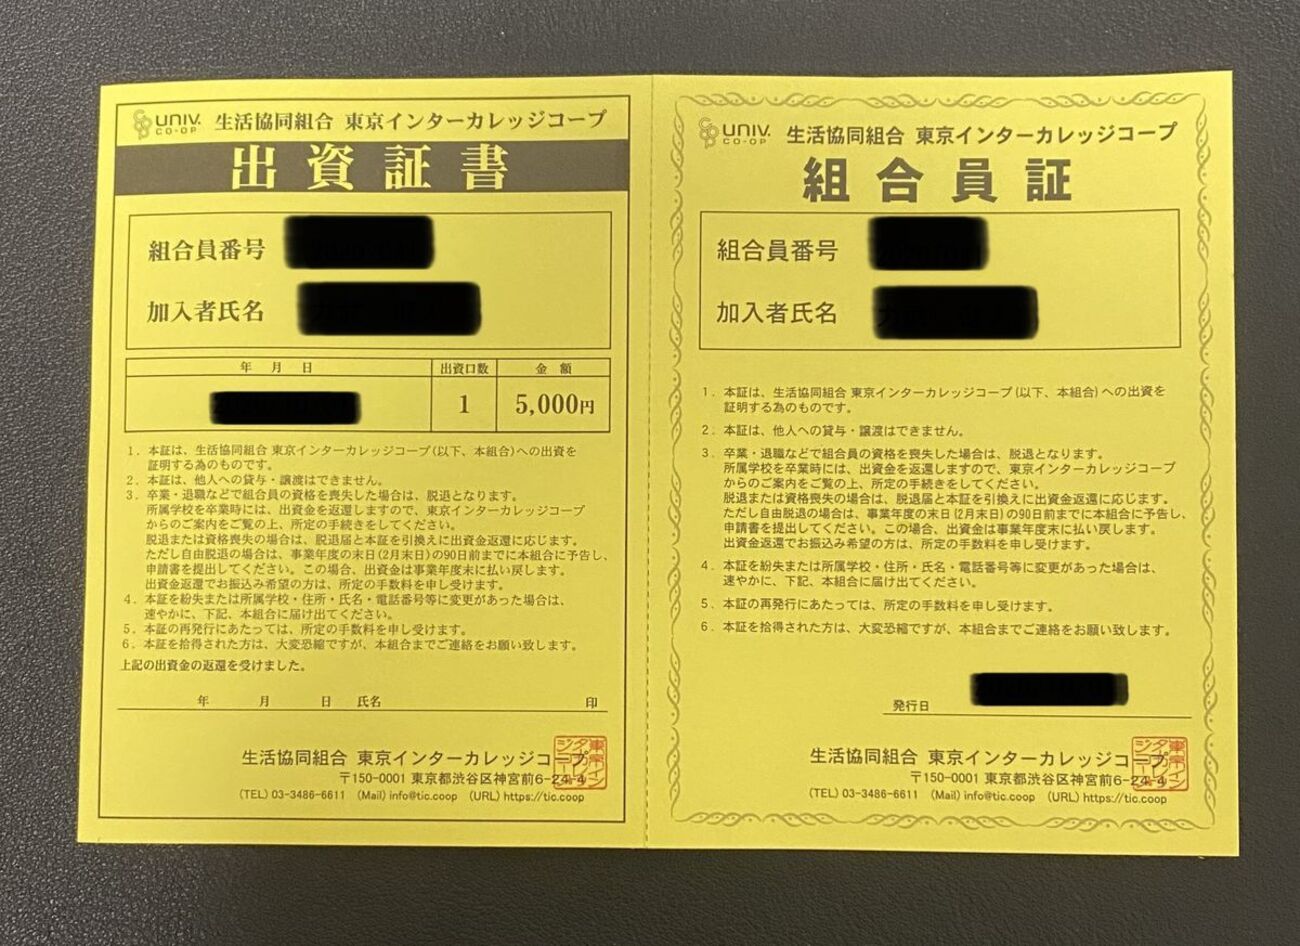 UNIV. CO-OP 生活協同組合 東京インターカレッジコープ
出資証書
組合員番号
加入者氏名
年 月 日 出資口数 金額
1 5,000円
1. 本証は、生活協同組合 東京インターカレッジコープ(以下、本組合)への出資を
証明する為のものです。
2. 本証は、他人への貸与・譲渡はできません。
3. 卒業・退職などで組合員の資格を喪失した場合は、脱退となります。
所属学校を卒業時には、出資金を返還しますので、東京インターカレッジコープ
からのご案内をご覧の上、所定の手続きをしてください。
脱退または資格喪失の場合は、脱退届と本証を引換えに出資金返還に応じます。
ただし自由脱退の場合は、事業年度の末日(2月末日)の90日前までに本組合に予告し、
申請書を提出してください。この場合、出資金は事業年度末に払い戻します。
出資金返還でお振込み希望の方は、所定の手数料を申し受けます。
4. 本証を紛失または所属学校・住所・氏名・電話番号等に変更があった場合は、
速やかに、下記、本組合に届け出てください。
5. 本証の再発行にあたっては、所定の手数料を申し受けます。
6. 本証を拾得された方は、大変恐縮ですが、本組合までご連絡をお願い致します。
上記の出資金の返還を受けました。
年 月 日 氏名 印
生活協同組合 東京インターカレッジコープ
〒150-0001 東京都渋谷区神宮前6-24-4
(TEL) 03-3486-6611 (Mail) info@tic.coop (URL) https://tic.coop
東京インターカレッジコープ
UNIV. CO-OP 生活協同組合 東京インターカレッジコープ
組合員証
組合員番号
加入者氏名
1. 本証は、生活協同組合 東京インターカレッジコープ(以下、本組合)への出資を
証明する為のものです。
2. 本証は、他人への貸与・譲渡はできません。
3. 卒業・退職などで組合員の資格を喪失した場合は、脱退となります。
所属学校を卒業時には、出資金を返還しますので、東京インターカレッジコープ
からのご案内をご覧の上、所定の手続きをしてください。
脱退または資格喪失の場合は、脱退届と本証を引換えに出資金返還に応じます。
ただし自由脱退の場合は、事業年度の末日(2月末日)の90日前までに本組合に予告し、
申請書を提出してください。この場合、出資金は事業年度末に払い戻します。
出資金返還でお振込み希望の方は、所定の手数料を申し受けます。
4. 本証を紛失または所属学校・住所・氏名・電話番号等に変更があった場合は、
速やかに、下記、本組合に届け出てください。
5. 本証の再発行にあたっては、所定の手数料を申し受けます。
6. 本証を拾得された方は、大変恐縮ですが、本組合までご連絡をお願い致します。
発行日
生活協同組合 東京インターカレッジコープ
〒150-0001 東京都渋谷区神宮前6-24-4
(TEL) 03-3486-6611 (Mail) info@tic.coop (URL) https://tic.coop
東京インターカレッジコープ